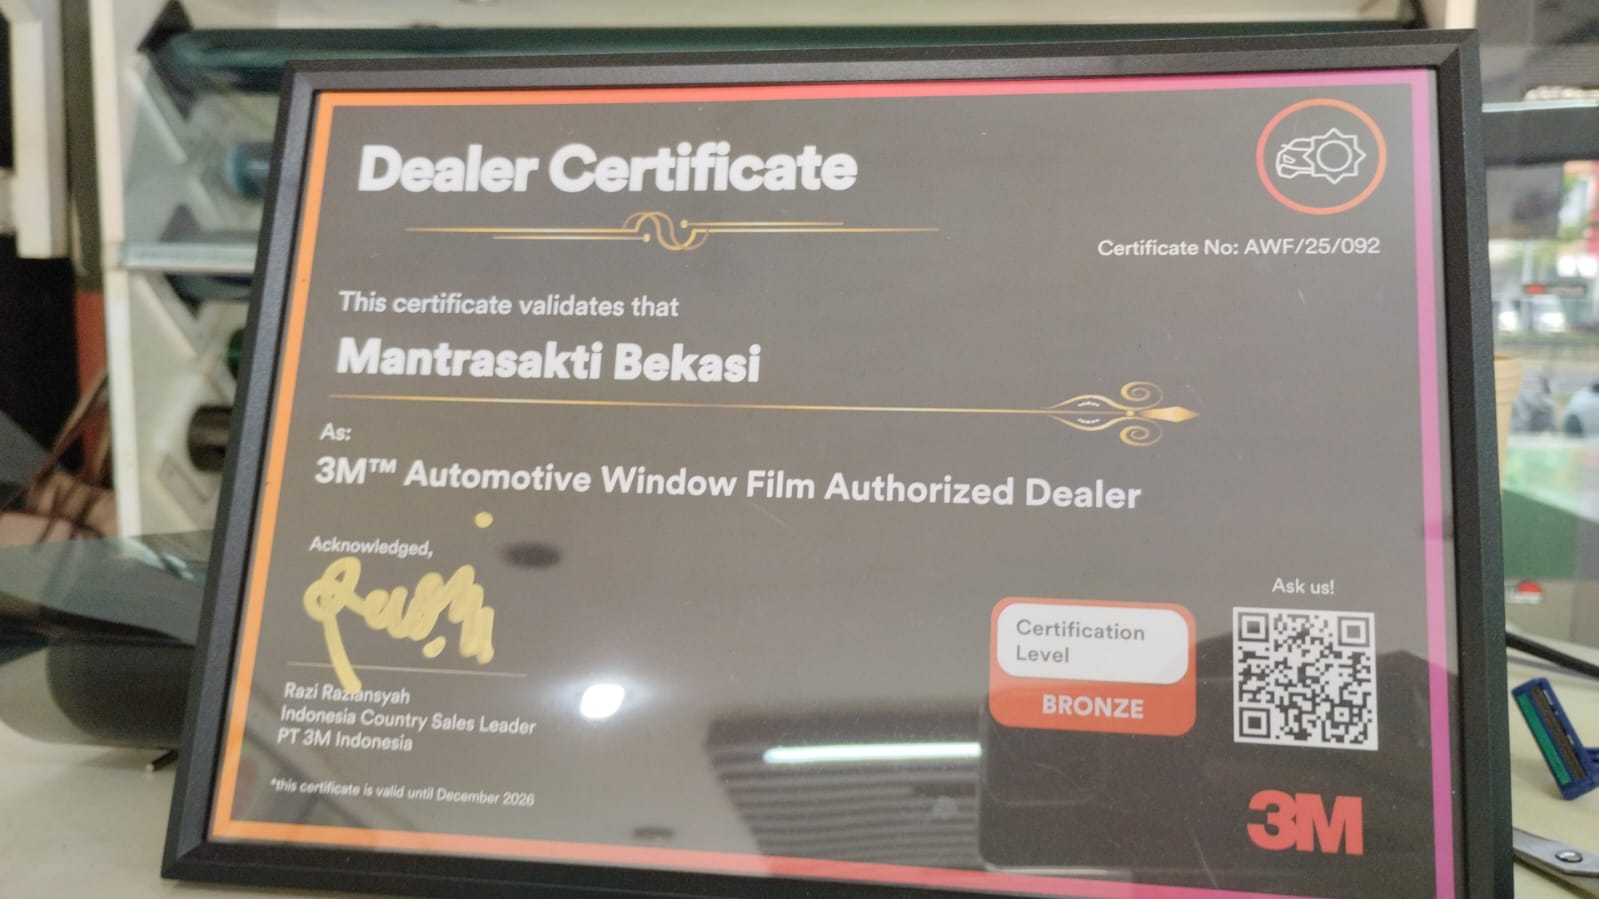 Dealer Certificate
Certificate No: AWF/25/092
This certificate validates that
Mantrasakti Bekasi
As:
3M™ Automotive Window Film Authorized Dealer
Acknowledged,
Razi Raziansyah
Indonesia Country Sales Leader
PT 3M Indonesia
*this certificate is valid until December 2026
Certification
Level
BRONZE
Ask us!
3M